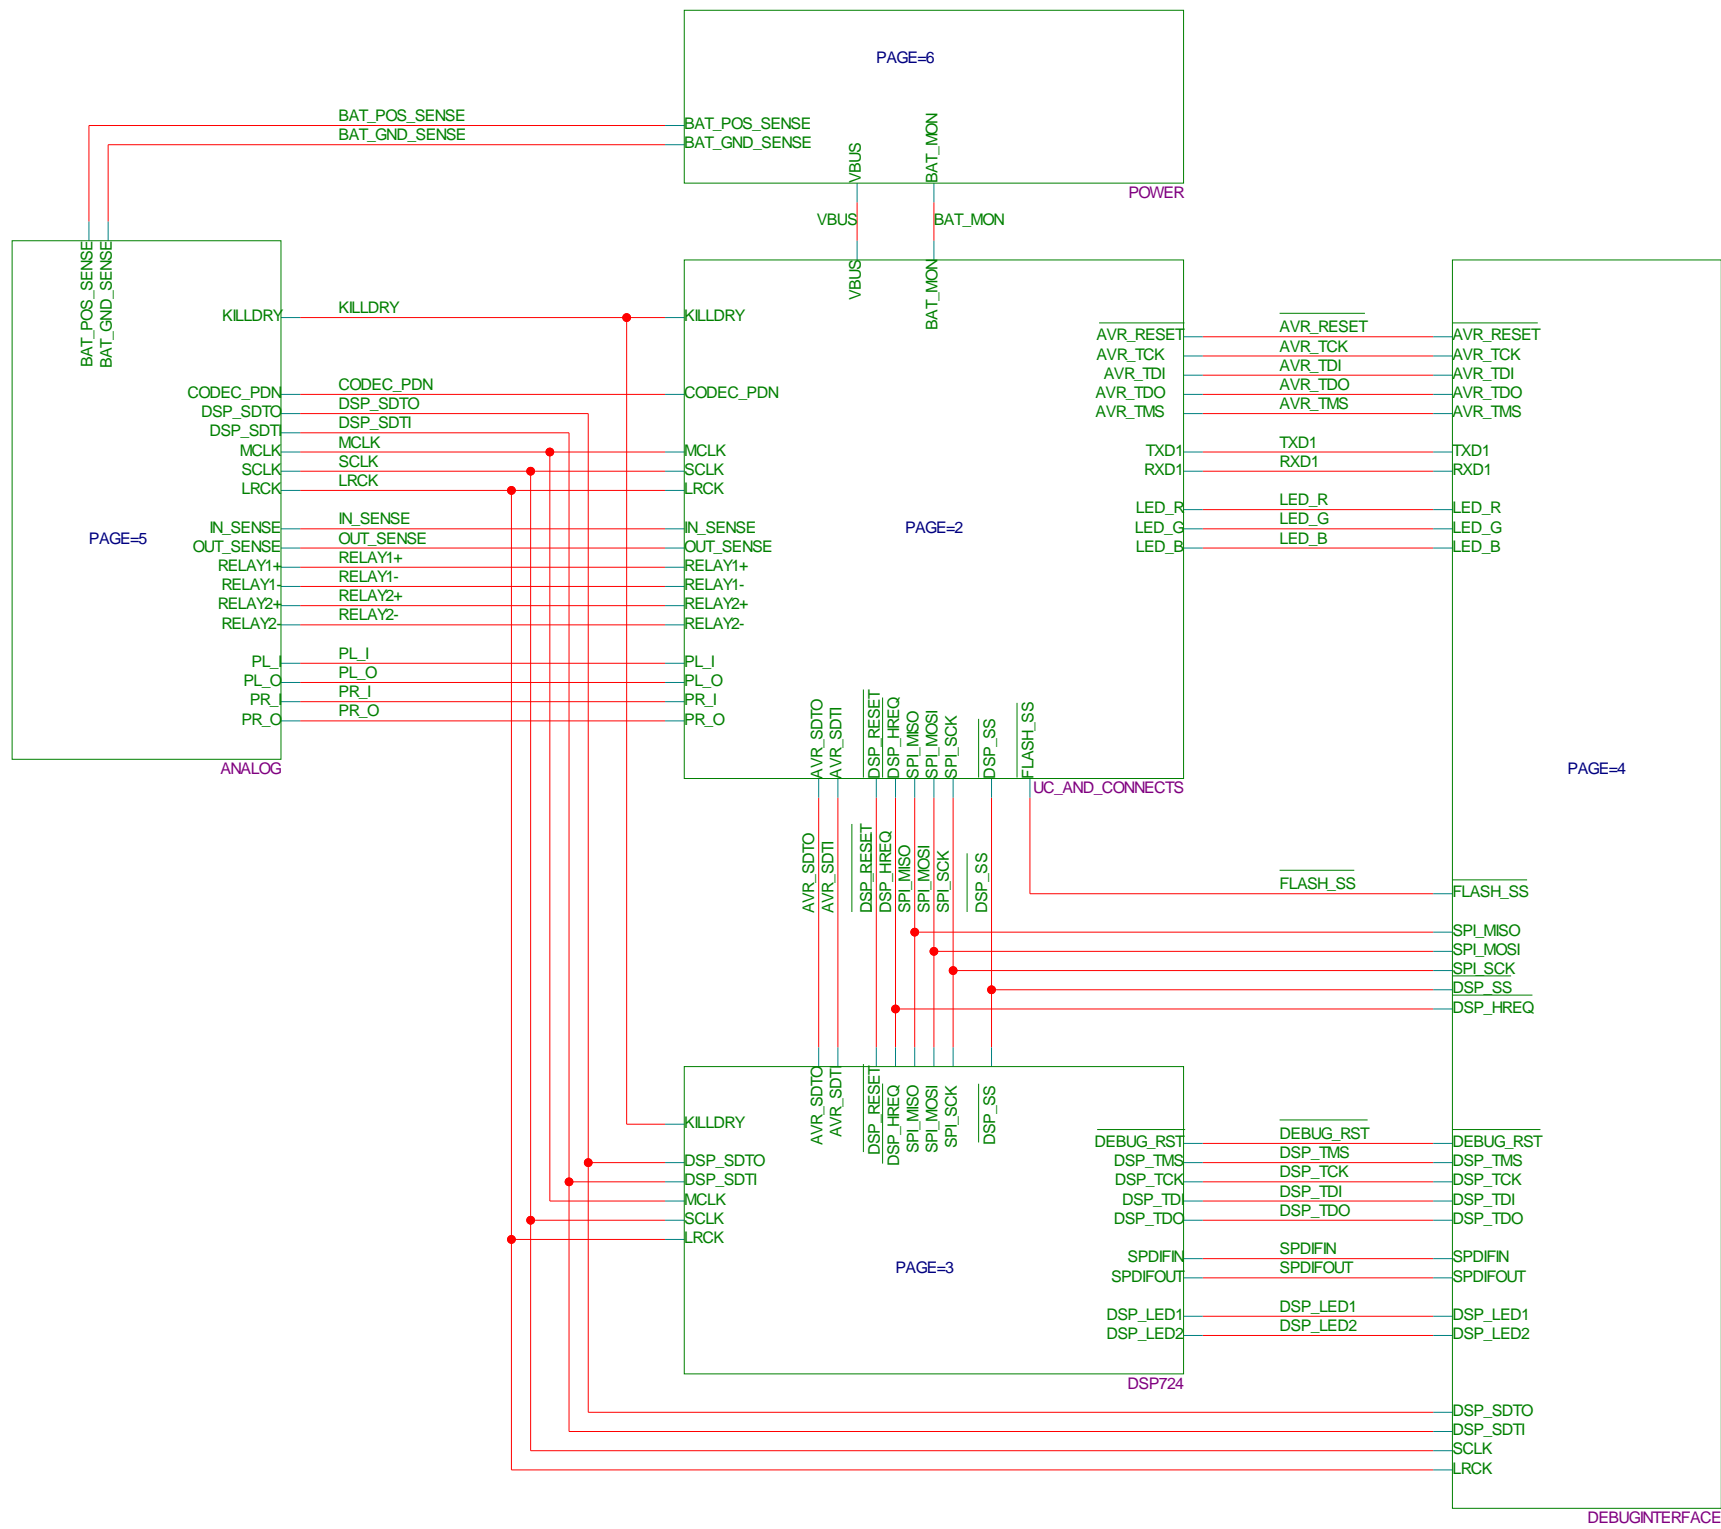 PAGE=6
BAT_POS_SENSE
BAT_GND_SENSE
BAT_POS_SENSE
BAT_GND_SENSE
VBUS
BAT_MON
POWER
VBUS
BAT_MON
BAT_POS_SENSE
BAT_GND_SENSE
KILLDRY
CODEC_PDN
DSP_SDTO
DSP_SDTI
MCLK
SCLK
LRCK
PAGE=5
IN_SENSE
OUT_SENSE
RELAY1+
RELAY1-
RELAY2+
RELAY2-
PL_I
PL_O
PR_I
PR_O
ANALOG
KILLDRY
CODEC_PDN
DSP_SDTO
DSP_SDTI
MCLK
SCLK
LRCK
IN_SENSE
OUT_SENSE
RELAY1+
RELAY1-
RELAY2+
RELAY2-
PL_I
PL_O
PR_I
PR_O
VBUS
BAT_MON
KILLDRY
CODEC_PDN
MCLK
SCLK
LRCK
PAGE=2
IN_SENSE
OUT_SENSE
RELAY1+
RELAY1-
RELAY2+
RELAY2-
PL_I
PL_O
PR_I
PR_O
AVR_RESET
AVR_TCK
AVR_TDI
AVR_TDO
AVR_TMS
TXD1
RXD1
LED_R
LED_G
LED_B
AVR_SDTO
AVR_SDTI
DSP_RESET
DSP_HREQ
SPI_MISO
SPI_MOSI
SPI_SCK
DSP_SS
FLASH_SS
UC_AND_CONNECTS
AVR_RESET
AVR_TCK
AVR_TDI
AVR_TDO
AVR_TMS
TXD1
RXD1
LED_R
LED_G
LED_B
AVR_RESET
AVR_TCK
AVR_TDI
AVR_TDO
AVR_TMS
TXD1
RXD1
LED_R
LED_G
LED_B
PAGE=4
AVR_SDTO
AVR_SDTI
DSP_RESET
DSP_HREQ
SPI_MISO
SPI_MOSI
SPI_SCK
DSP_SS
FLASH_SS
FLASH_SS
SPI_MISO
SPI_MOSI
SPI_SCK
DSP_SS
DSP_HREQ
AVR_SDTO
AVR_SDTI
DSP_RESET
DSP_HREQ
SPI_MISO
SPI_MOSI
SPI_SCK
DSP_SS
KILLDRY
DSP_SDTO
DSP_SDTI
MCLK
SCLK
LRCK
PAGE=3
DEBUG_RST
DSP_TMS
DSP_TCK
DSP_TDI
DSP_TDO
SPDIFIN
SPDIFOUT
DSP_LED1
DSP_LED2
DSP724
DEBUG_RST
DSP_TMS
DSP_TCK
DSP_TDI
DSP_TDO
SPDIFIN
SPDIFOUT
DSP_LED1
DSP_LED2
DEBUG_RST
DSP_TMS
DSP_TCK
DSP_TDI
DSP_TDO
SPDIFIN
SPDIFOUT
DSP_LED1
DSP_LED2
DSP_SDTO
DSP_SDTI
SCLK
LRCK
DEBUGINTERFACE